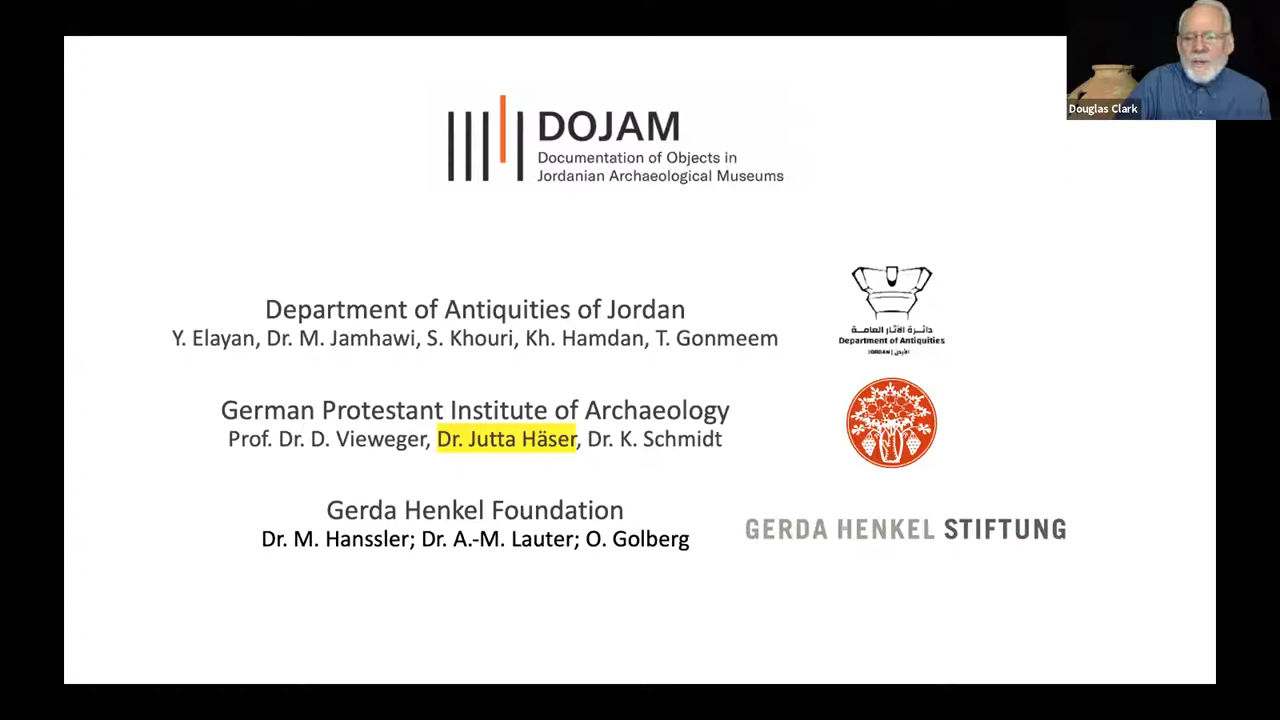 Douglas Clark
DOJAM
Documentation of Objects in
Jordanian Archaeological Museums
Department of Antiquities of Jordan
Y. Elayan, Dr. M. Jamhawi, S. Khouri, Kh. Hamdan, T. Gonmeem
دائرة الآثار العامة
Department of Antiquities
JORDAN | الأردن
German Protestant Institute of Archaeology
Prof. Dr. D. Vieweger, Dr. Jutta Häser, Dr. K. Schmidt
Gerda Henkel Foundation
Dr. M. Hanssler; Dr. A.-M. Lauter; O. Golberg
GERDA HENKEL STIFTUNG